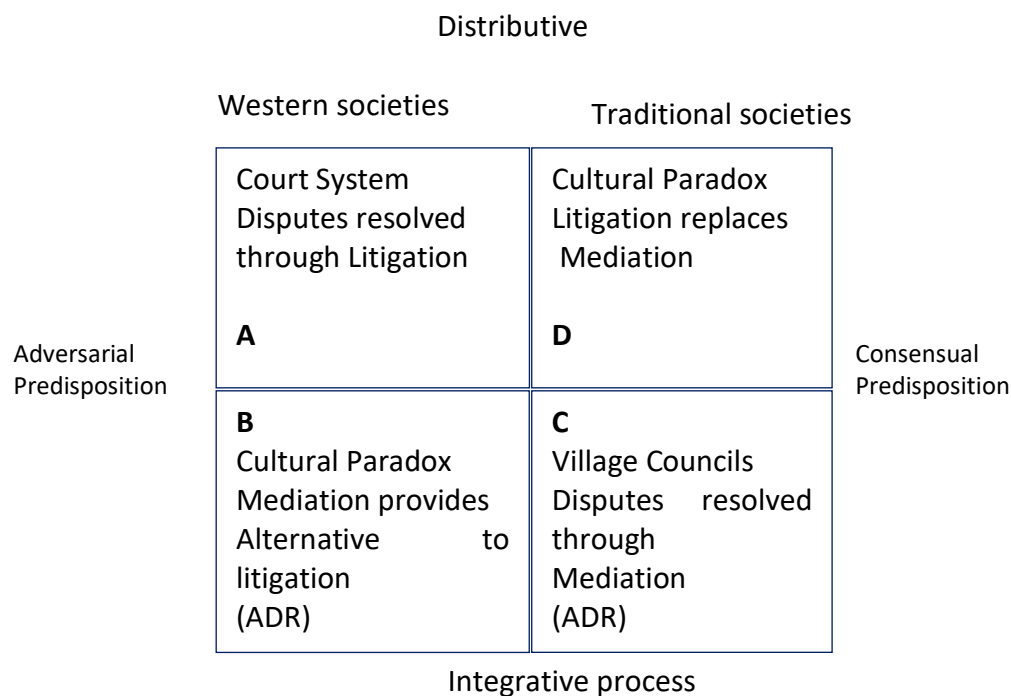 Distributive
Western societies
Traditional societies
Court System
Disputes resolved
through Litigation
A
Cultural Paradox
Litigation replaces
Mediation
D
Adversarial
Predisposition
Consensual
Predisposition
B
Cultural Paradox
Mediation provides
Alternative to
litigation
(ADR)
C
Village Councils
Disputes resolved
through
Mediation
(ADR)
Integrative process